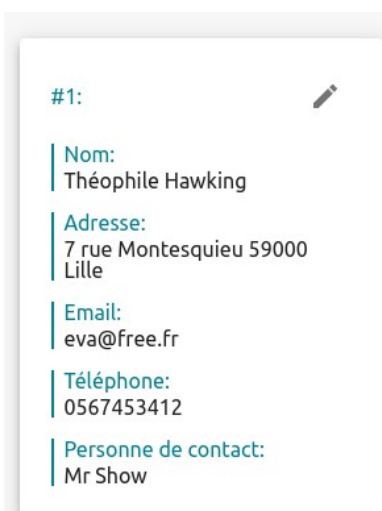 #1:
Nom:
Théophile Hawking
Adresse:
7 rue Montesquieu 59000
Lille
Email:
eva@free.fr
Téléphone:
0567453412
Personne de contact:
Mr Show